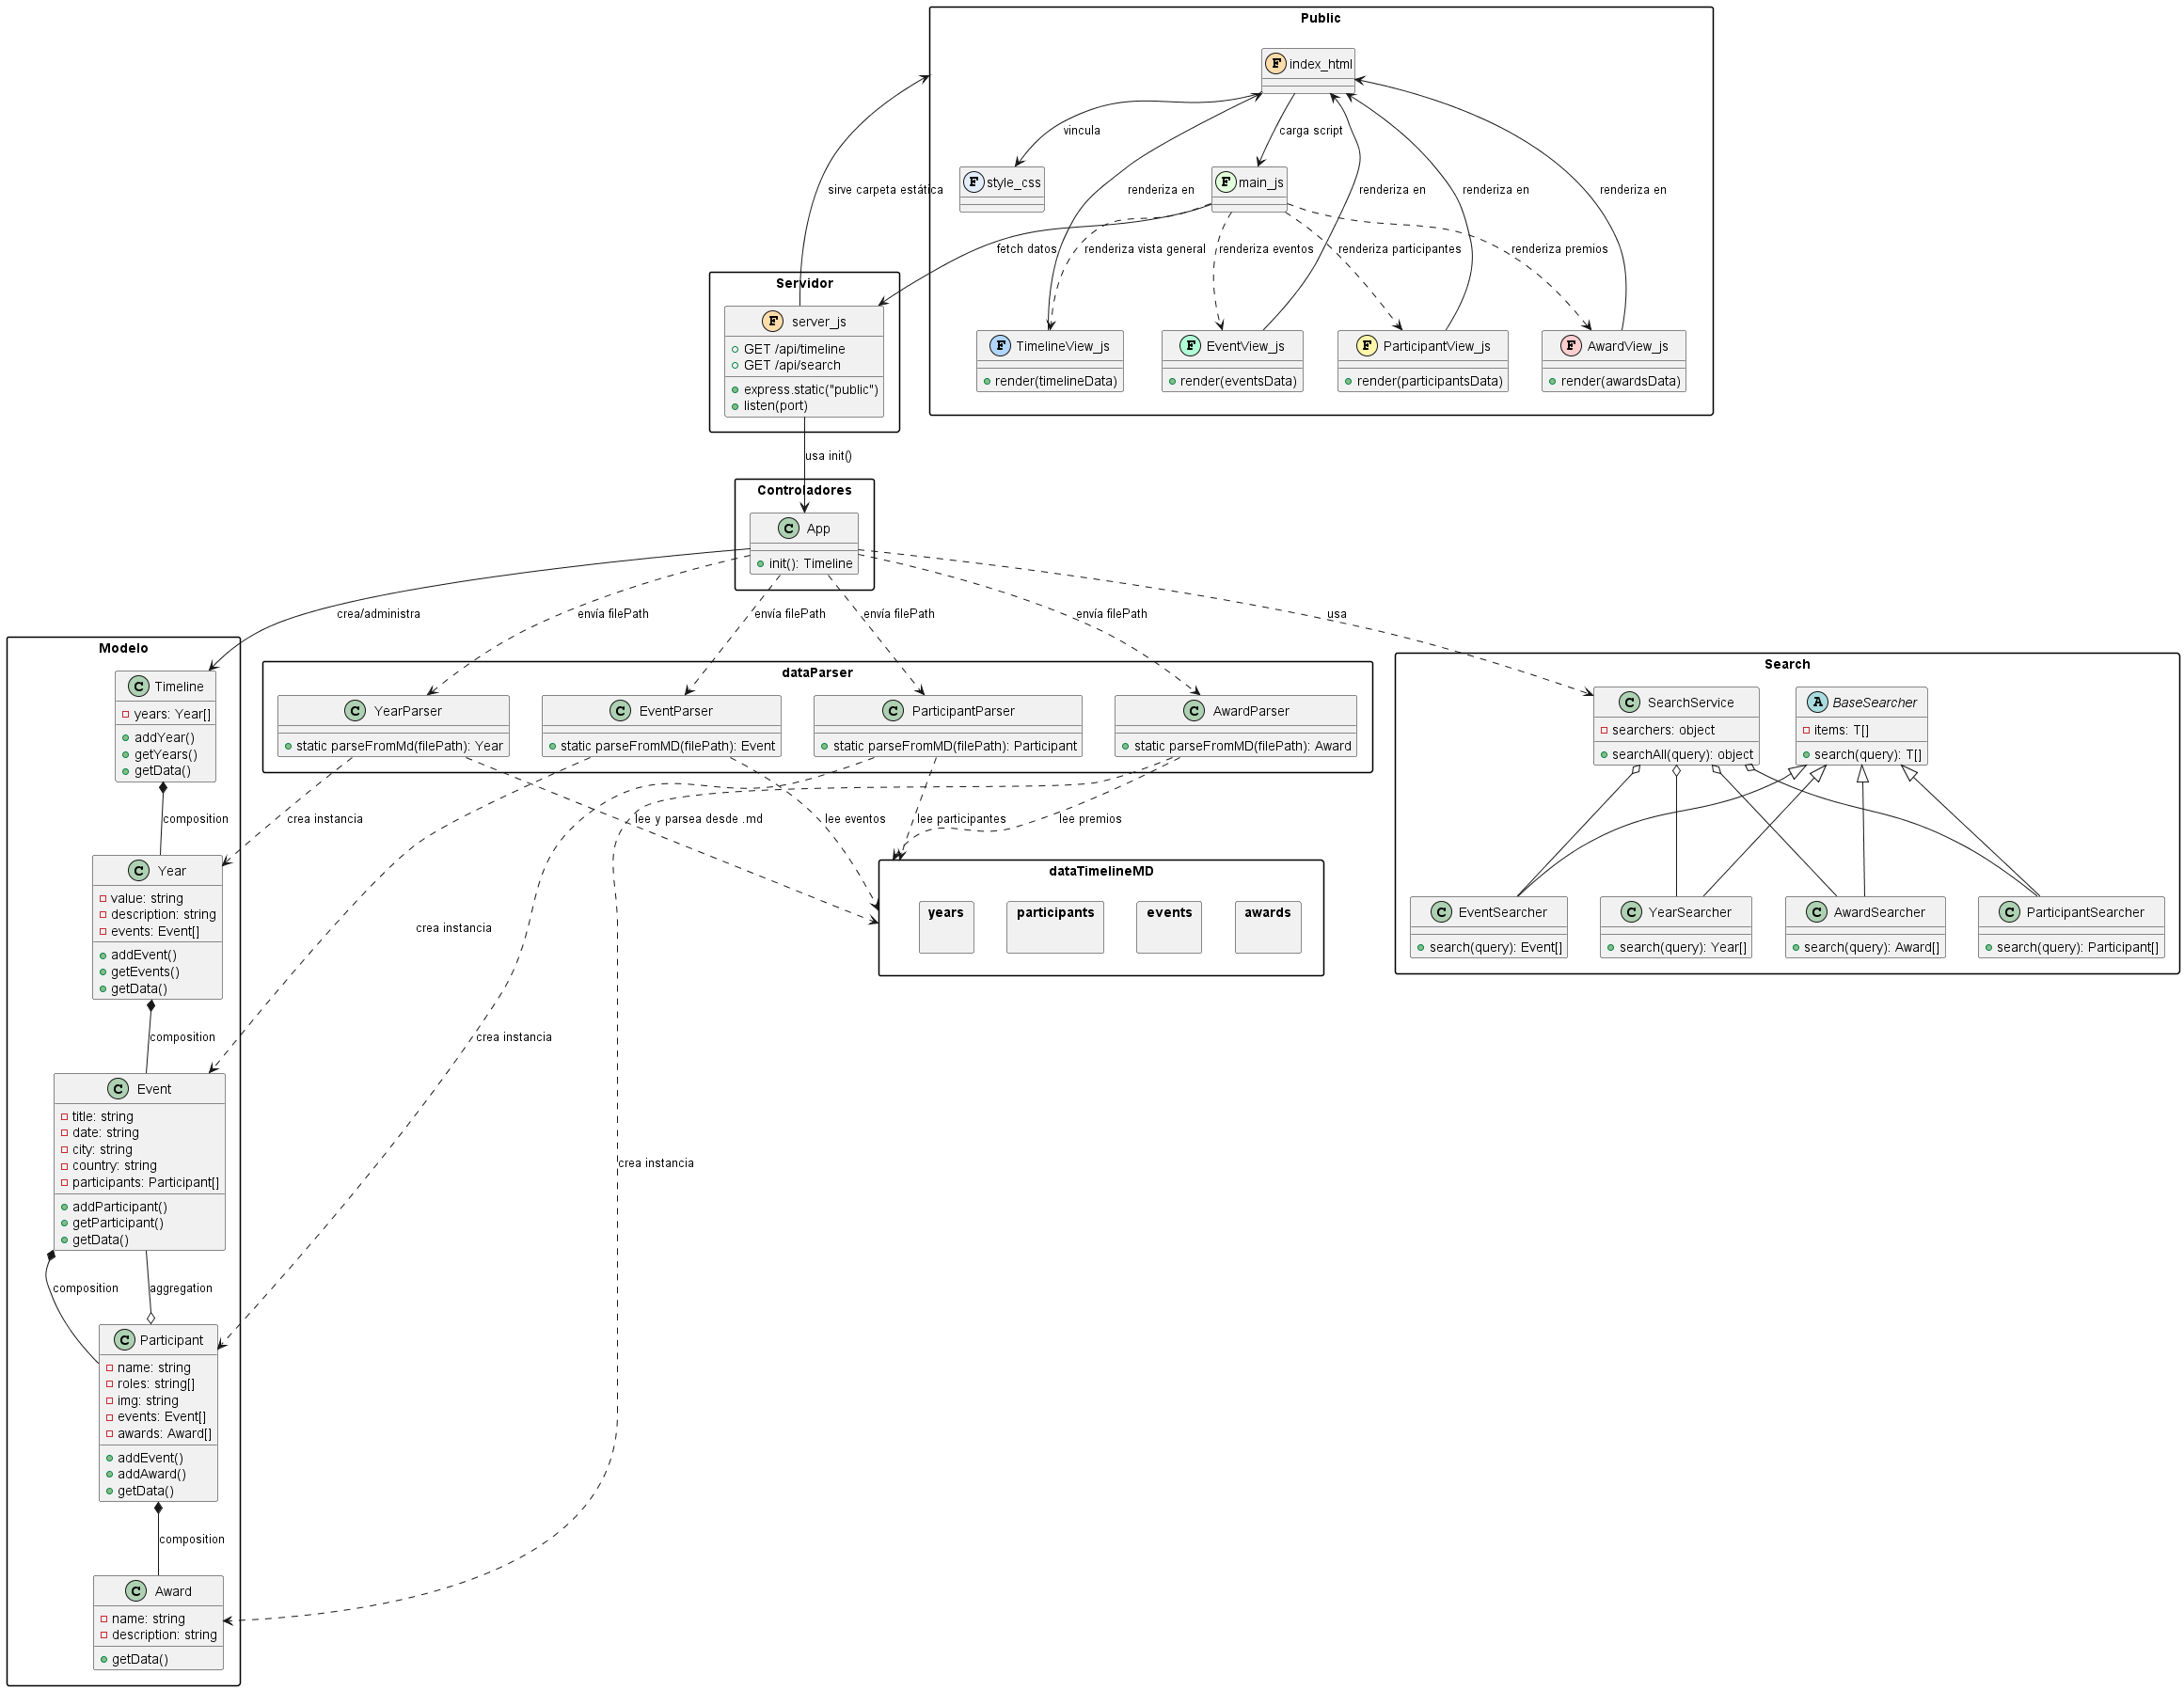 Public
F index_html
vincula
carga script
F style_css
F main_js
sirve carpeta estática
renderiza en
renderiza en
renderiza en
renderiza en
fetch datos
renderiza vista general
renderiza eventos
renderiza participantes
renderiza premios
Servidor
F server_js
GET /api/timeline
GET /api/search
express.static("public")
listen(port)
F TimelineView_js
render(timelineData)
F EventView_js
render(eventsData)
F ParticipantView_js
render(participantsData)
F AwardView_js
render(awardsData)
usa init()
Controladores
C App
init(): Timeline
crea/administra
envía filePath
envía filePath
envía filePath
envía filePath
usa
Modelo
C Timeline
years: Year[]
addYear()
getYears()
getData()
dataParser
C YearParser
static parseFromMd(filePath): Year
C EventParser
static parseFromMD(filePath): Event
C ParticipantParser
static parseFromMD(filePath): Participant
C AwardParser
static parseFromMD(filePath): Award
Search
C SearchService
searchers: object
searchAll(query): object
A BaseSearcher
items: T[]
search(query): T[]
composition
crea instancia
lee y parsea desde .md
lee eventos
lee participantes
lee premios
C Year
value: string
description: string
events: Event[]
addEvent()
getEvents()
getData()
dataTimelineMD
years
participants
events
awards
C EventSearcher
search(query): Event[]
C YearSearcher
search(query): Year[]
C AwardSearcher
search(query): Award[]
C ParticipantSearcher
search(query): Participant[]
crea instancia
composition
crea instancia
C Event
title: string
date: string
city: string
country: string
participants: Participant[]
addParticipant()
getParticipant()
getData()
crea instancia
composition
aggregation
C Participant
name: string
roles: string[]
img: string
events: Event[]
awards: Award[]
addEvent()
addAward()
getData()
composition
C Award
name: string
description: string
getData()